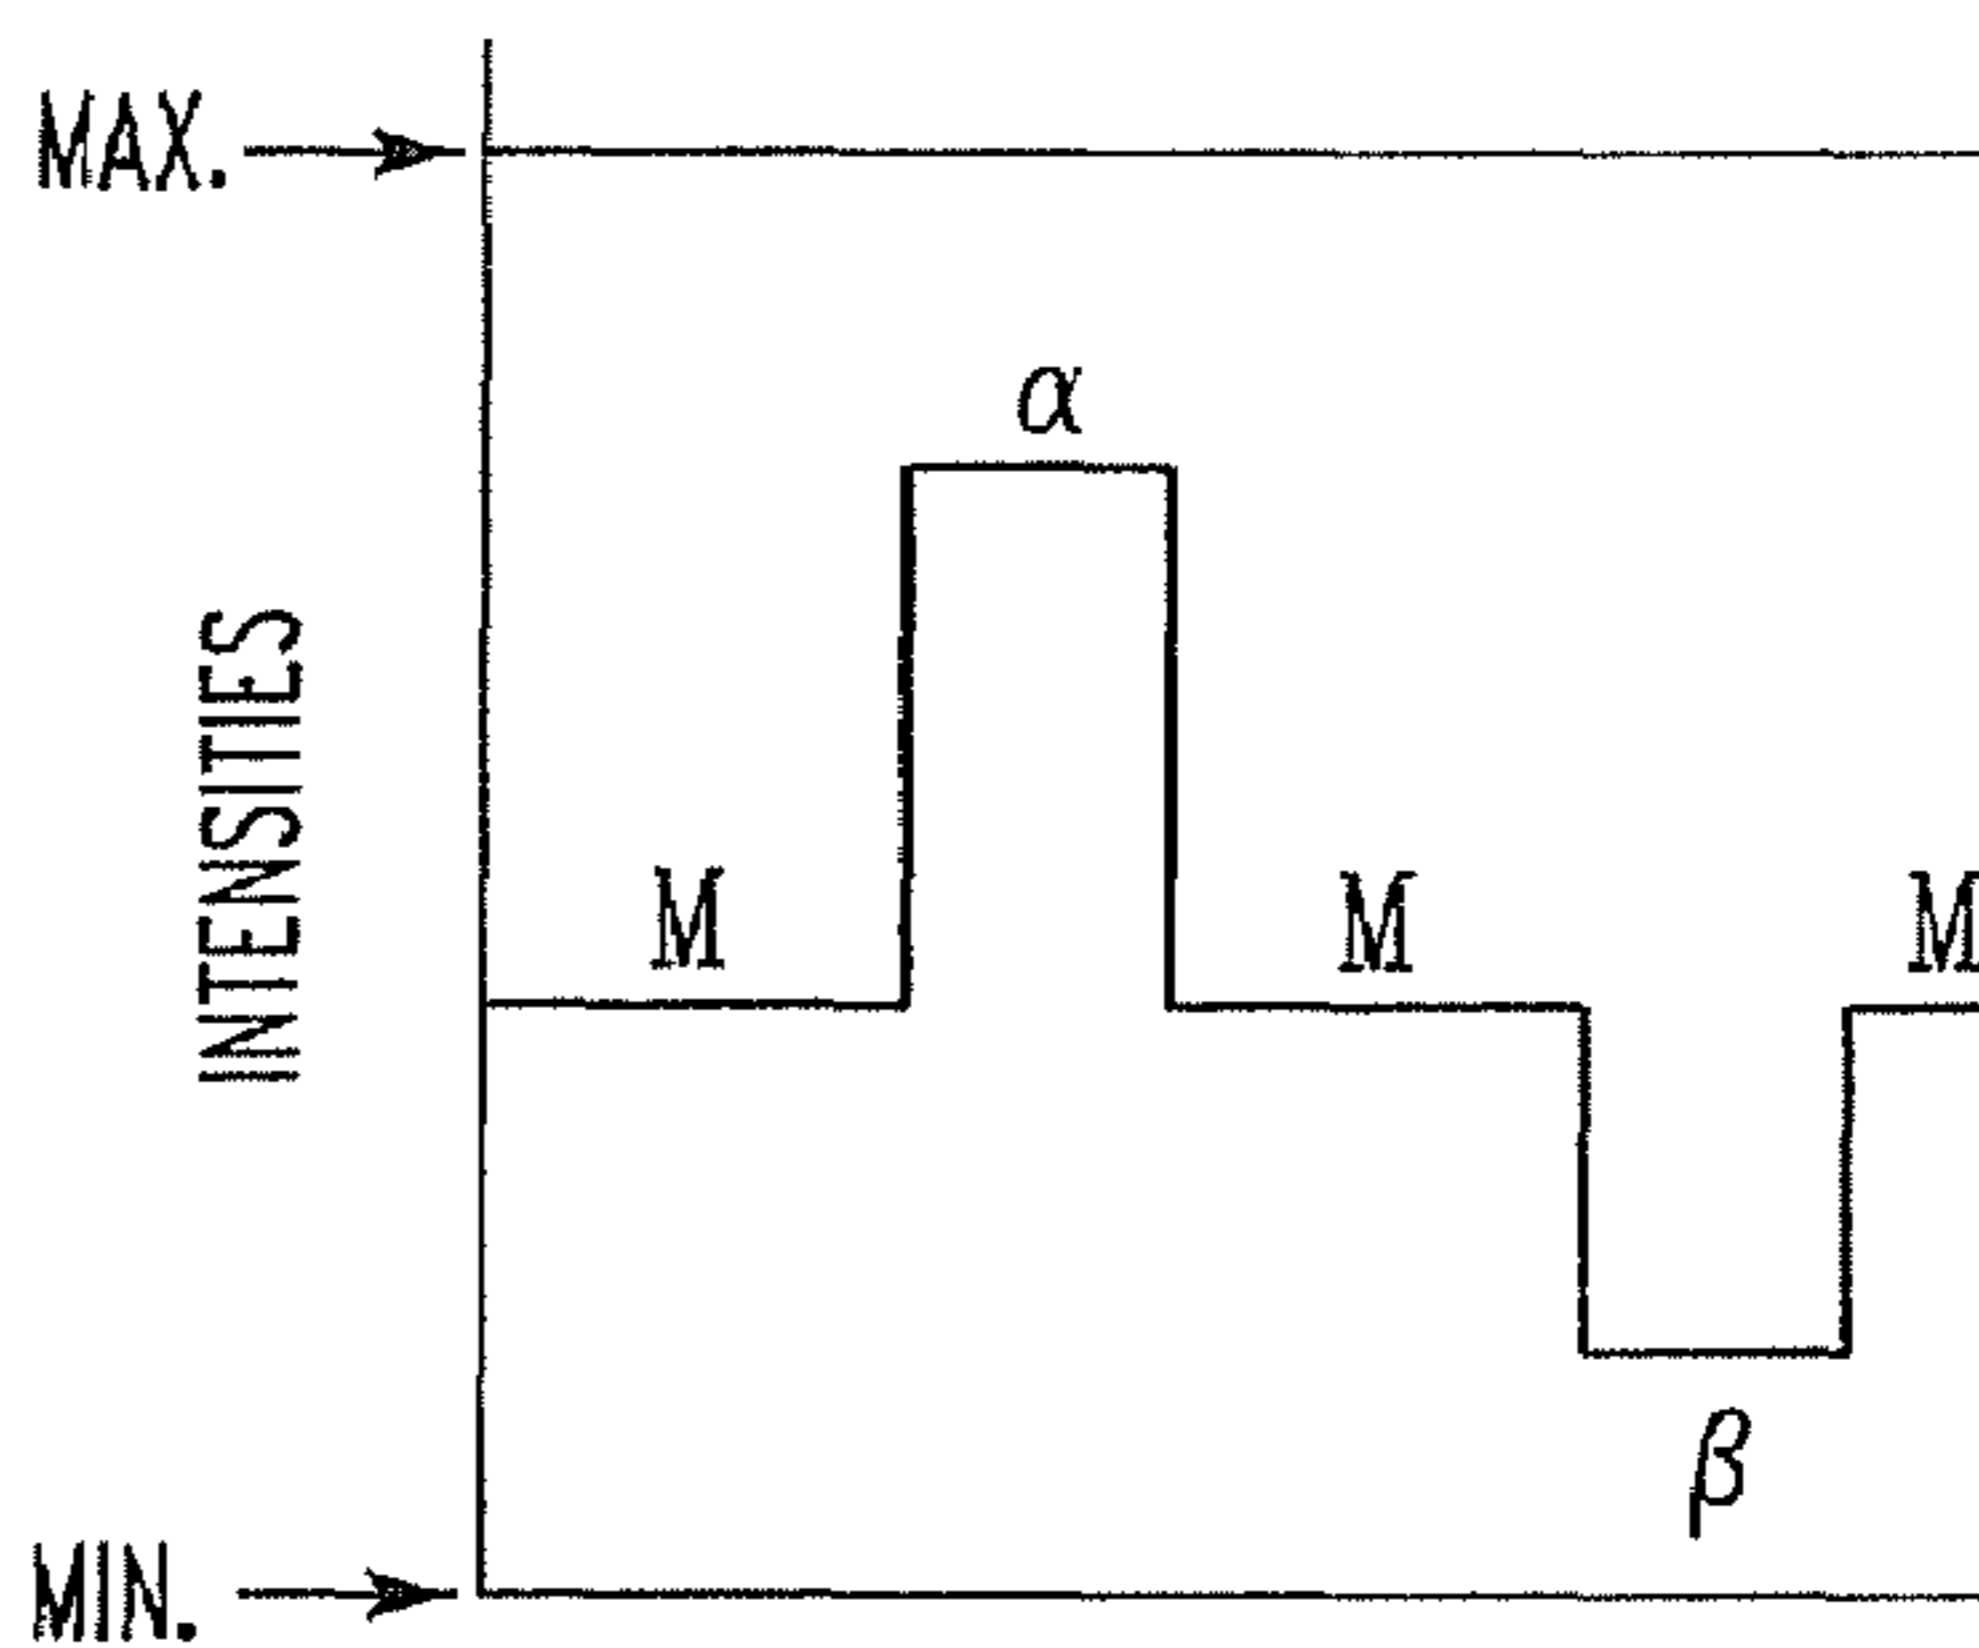 MAX.
α
INTENSITIES
M M M
β
MIN.